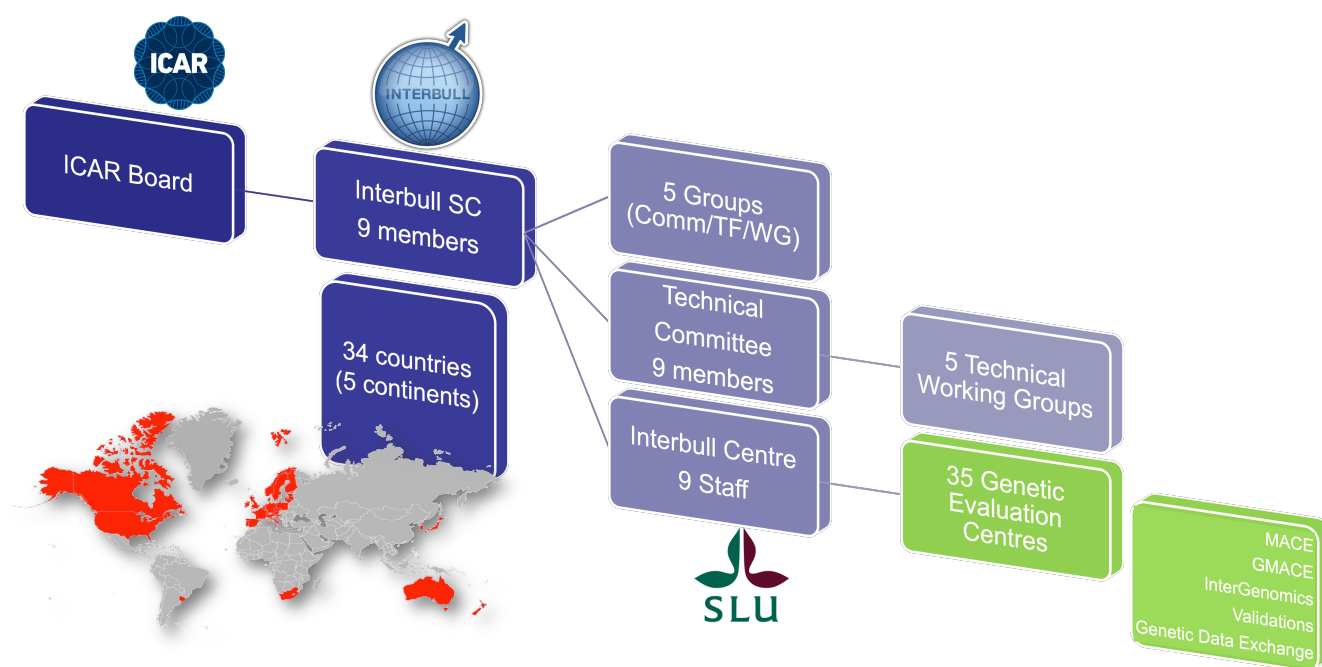 ICAR
INTERBULL
ICAR Board
Interbull SC
9 members
34 countries
(5 continents)
5 Groups
(Comm/TF/WG)
Technical
Committee
9 members
Interbull Centre
9 Staff
SLU
5 Technical
Working Groups
35 Genetic
Evaluation
Centres
MACE
GMACE
InterGenomics
Validations
Genetic Data Exchange